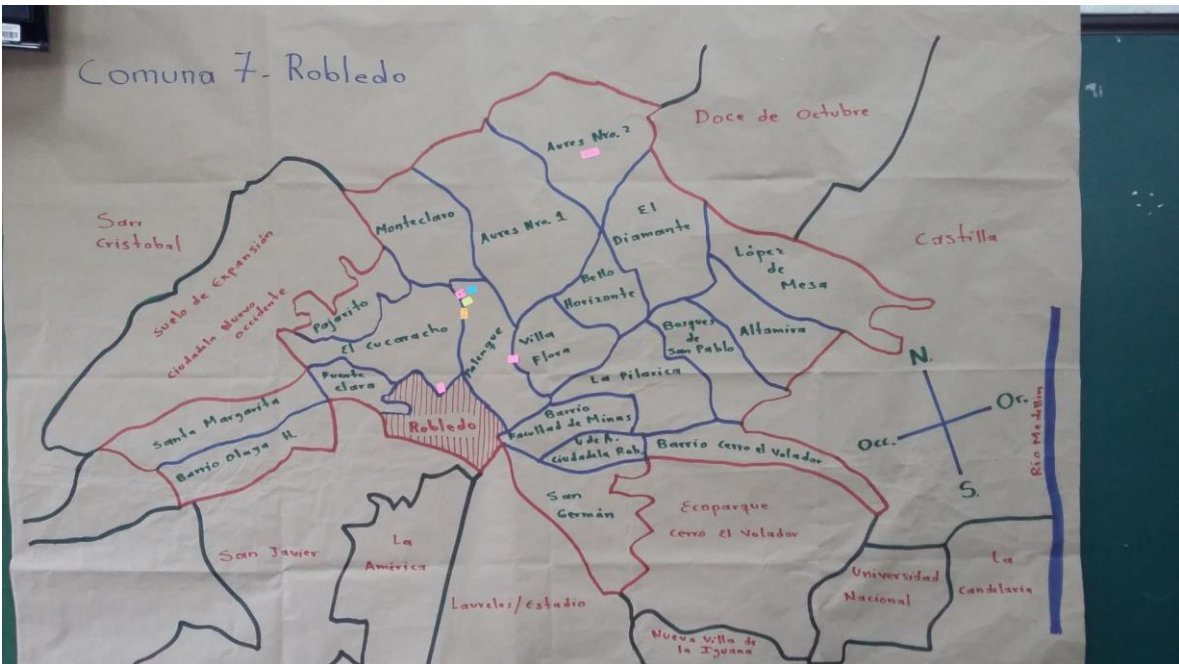 Comuna 7 - Robledo
Doce de Octubre
Aures Nro. 2
San
Cristobal
Monteclaro
Aures Nro. 1
El
Diamante
Castilla
López
de
Mesa
Suelo de Expansión
Ciudadela Nuevo
Occidente
Pajarito
Bello
Horizonte
El Cucaracho
Palenque
Villa
Flora
Bosques
de
San Pablo
Altamira
Fuente
clara
La Pilarica
N.
Or.
Occ.
S.
Rio Medellin
Santa Margarita
Barrio Olaya H.
Robledo
Barrio
Facultad de Minas
U de A.
Ciudadela Rob.
Barrio Cerro el Volador
San
Germán
Ecoparque
Cerro El Volador
San Javier
La
América
Laureles/Estadio
Universidad
Nacional
La
Candelaria
Nueva Villa de
la Iguana